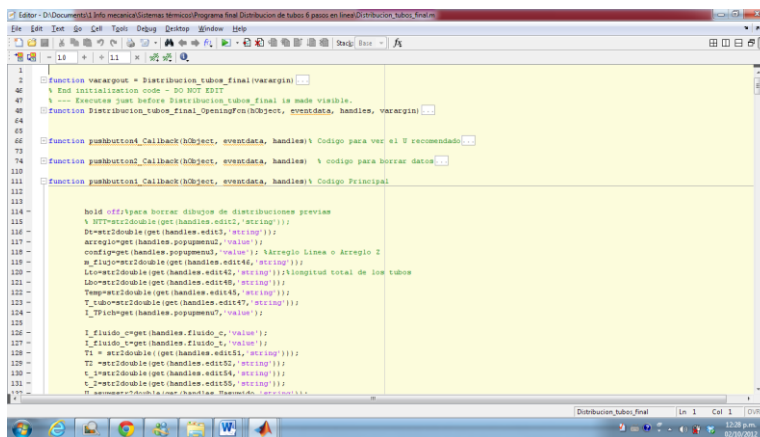 Editor - D:\Documents\1 Info mecanica\Sistemas térmicos\Programa final Distribucion de tubos 6 pasos en línea\Distribucion_tubos_final.m
File Edit Text Go Cell Tools Debug Desktop Window Help
Stack: Base fx
- 1.0 + ÷ 1.1 ×
1
2 function varargout = Distribucion_tubos_final(varargin) ...
46 % End initialization code - DO NOT EDIT
47 % --- Executes just before Distribucion_tubos_final is made visible.
48 function Distribucion_tubos_final_OpeningFcn(hObject, eventdata, handles, varargin) ...
64
65
66 function pushbutton4_Callback(hObject, eventdata, handles)% Codigo para ver el U recomendado ...
73
74 function pushbutton2_Callback(hObject, eventdata, handles) % codigo para borrar datos ...
110
111 function pushbutton1_Callback(hObject, eventdata, handles)% Codigo Principal
112
113
114 - hold off;%para borrar dibujos de distribuciones previas
115 % NTT=str2double(get(handles.edit2,'string'));
116 - Dt=str2double(get(handles.edit3,'string'));
117 - arreglo=get(handles.popupmenu2,'value');
118 - config=get(handles.popupmenu3,'value'); %Arreglo Linea o Arreglo Z
119 - m_flujo=str2double(get(handles.edit46,'string'));
120 - Lto=str2double(get(handles.edit42,'string'));%longitud total de los tubos
121 - Lbo=str2double(get(handles.edit48,'string'));
122 - Temp=str2double(get(handles.edit45,'string'));
123 - T_tubo=str2double(get(handles.edit47,'string'));
124 - I_TPich=get(handles.popupmenu7,'value');
125
126 - I_fluido_c=get(handles.fluido_c,'value');
127 - I_fluido_t=get(handles.fluido_t,'value');
128 - T1 = str2double((get(handles.edit51,'string')));
129 - T2 =str2double(get(handles.edit52,'string'));
130 - t_1=str2double(get(handles.edit54,'string'));
131 - t_2=str2double(get(handles.edit55,'string'));
Distribucion_tubos_final Ln 1 Col 1 OVR
12:28 p.m.
02/10/2012